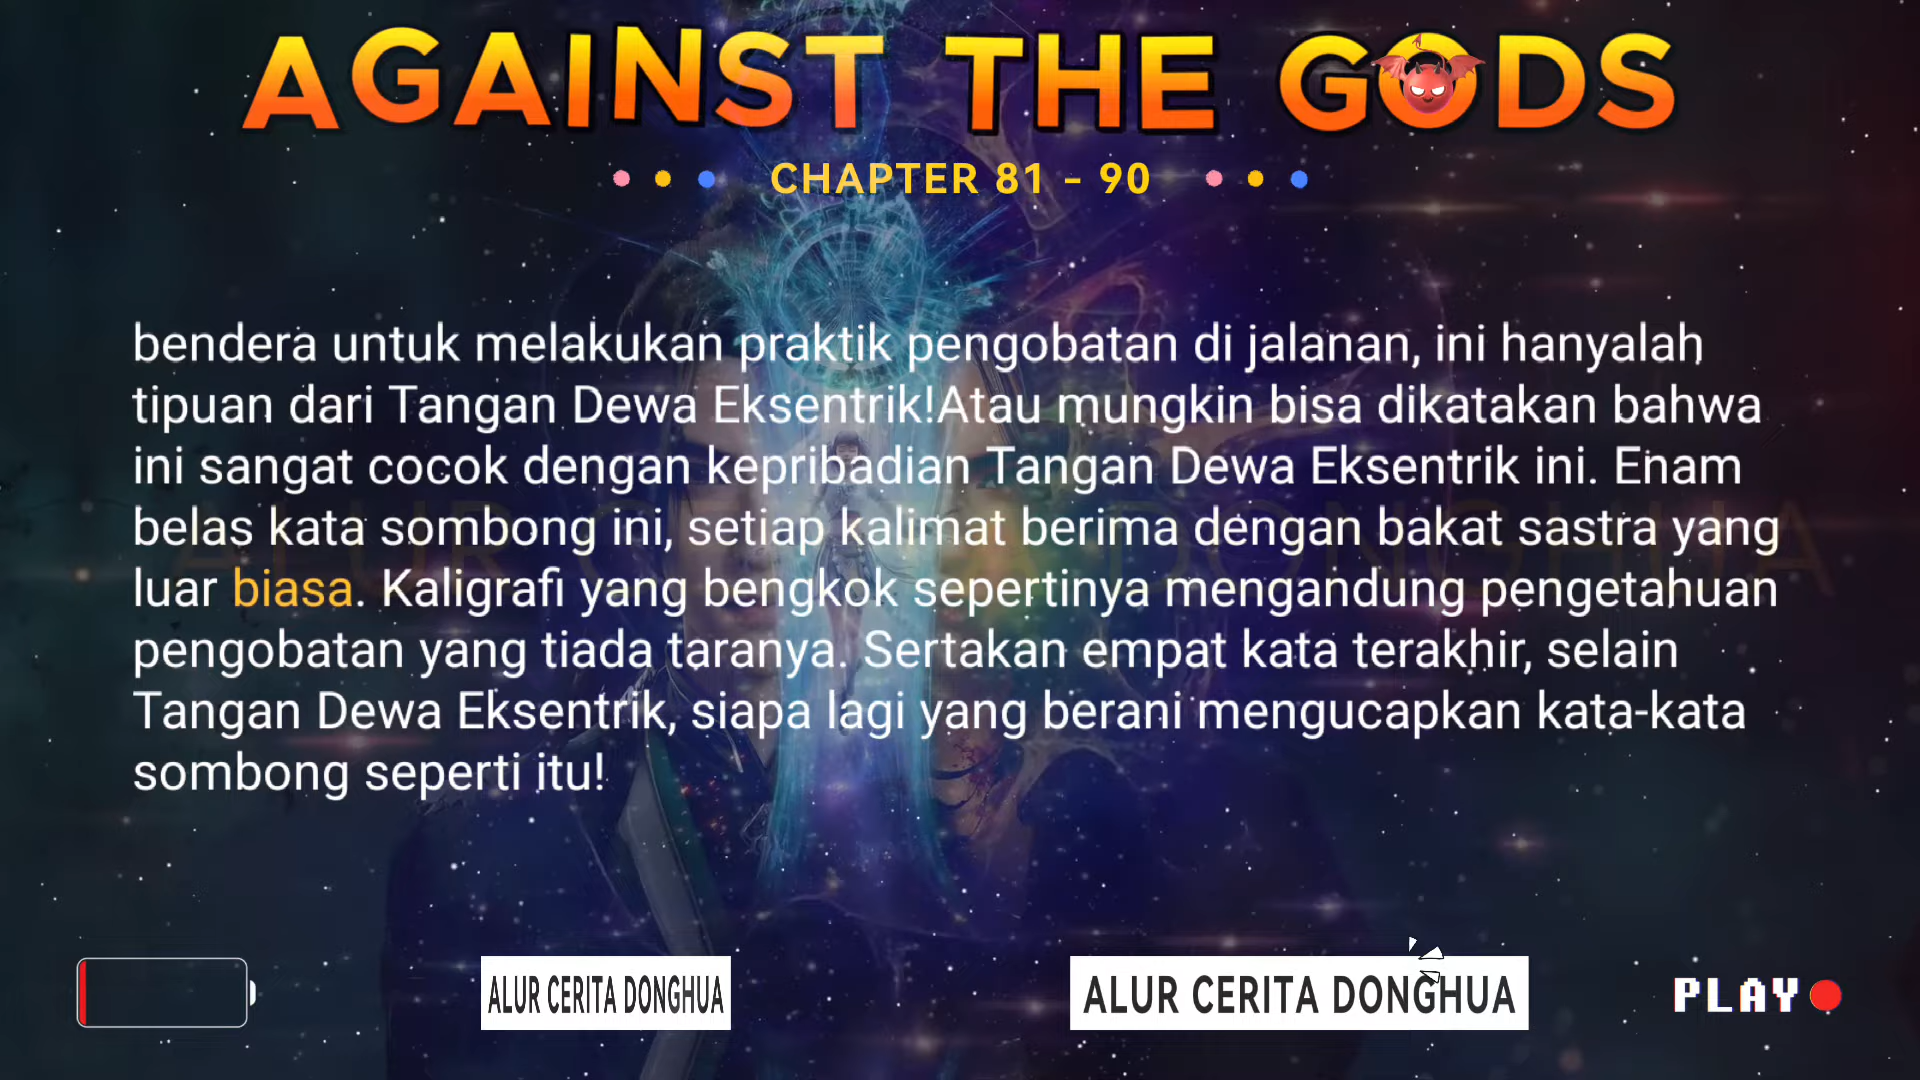 AGAINST THE GODS
CHAPTER 81 - 90
bendera untuk melakukan praktik pengobatan di jalanan, ini hanyalah
tipuan dari Tangan Dewa Eksentrik!Atau mungkin bisa dikatakan bahwa
ini sangat cocok dengan kepribadian Tangan Dewa Eksentrik ini. Enam
belas kata sombong ini, setiap kalimat berima dengan bakat sastra yang
luar biasa. Kaligrafi yang bengkok sepertinya mengandung pengetahuan
pengobatan yang tiada taranya. Sertakan empat kata terakhir, selain
Tangan Dewa Eksentrik, siapa lagi yang berani mengucapkan kata-kata
sombong seperti itu!
ALUR CERITA DONGHUA
ALUR CERITA DONGHUA
PLAY